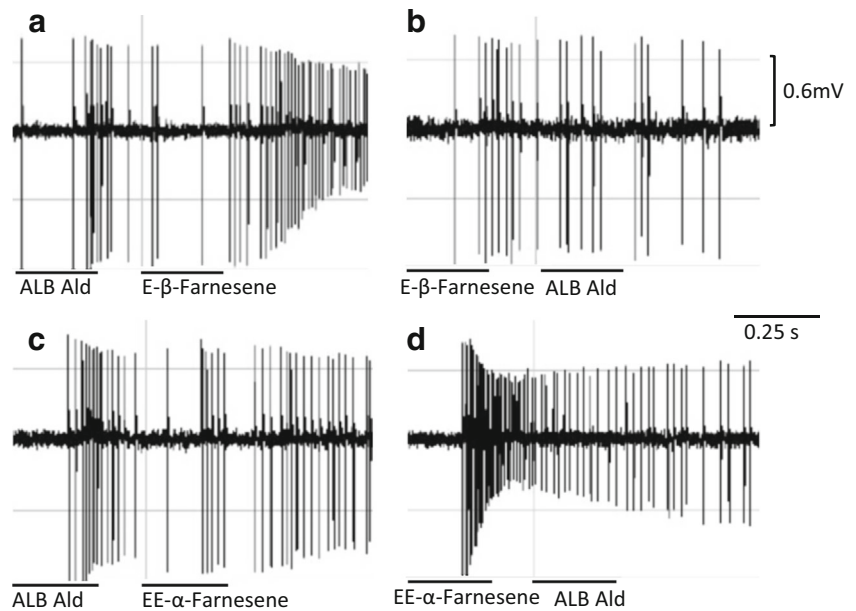 a
b
0.6mV
ALB Ald
E-β-Farnesene
E-β-Farnesene
ALB Ald
0.25 s
c
d
ALB Ald
EE-α-Farnesene
EE-α-Farnesene
ALB Ald